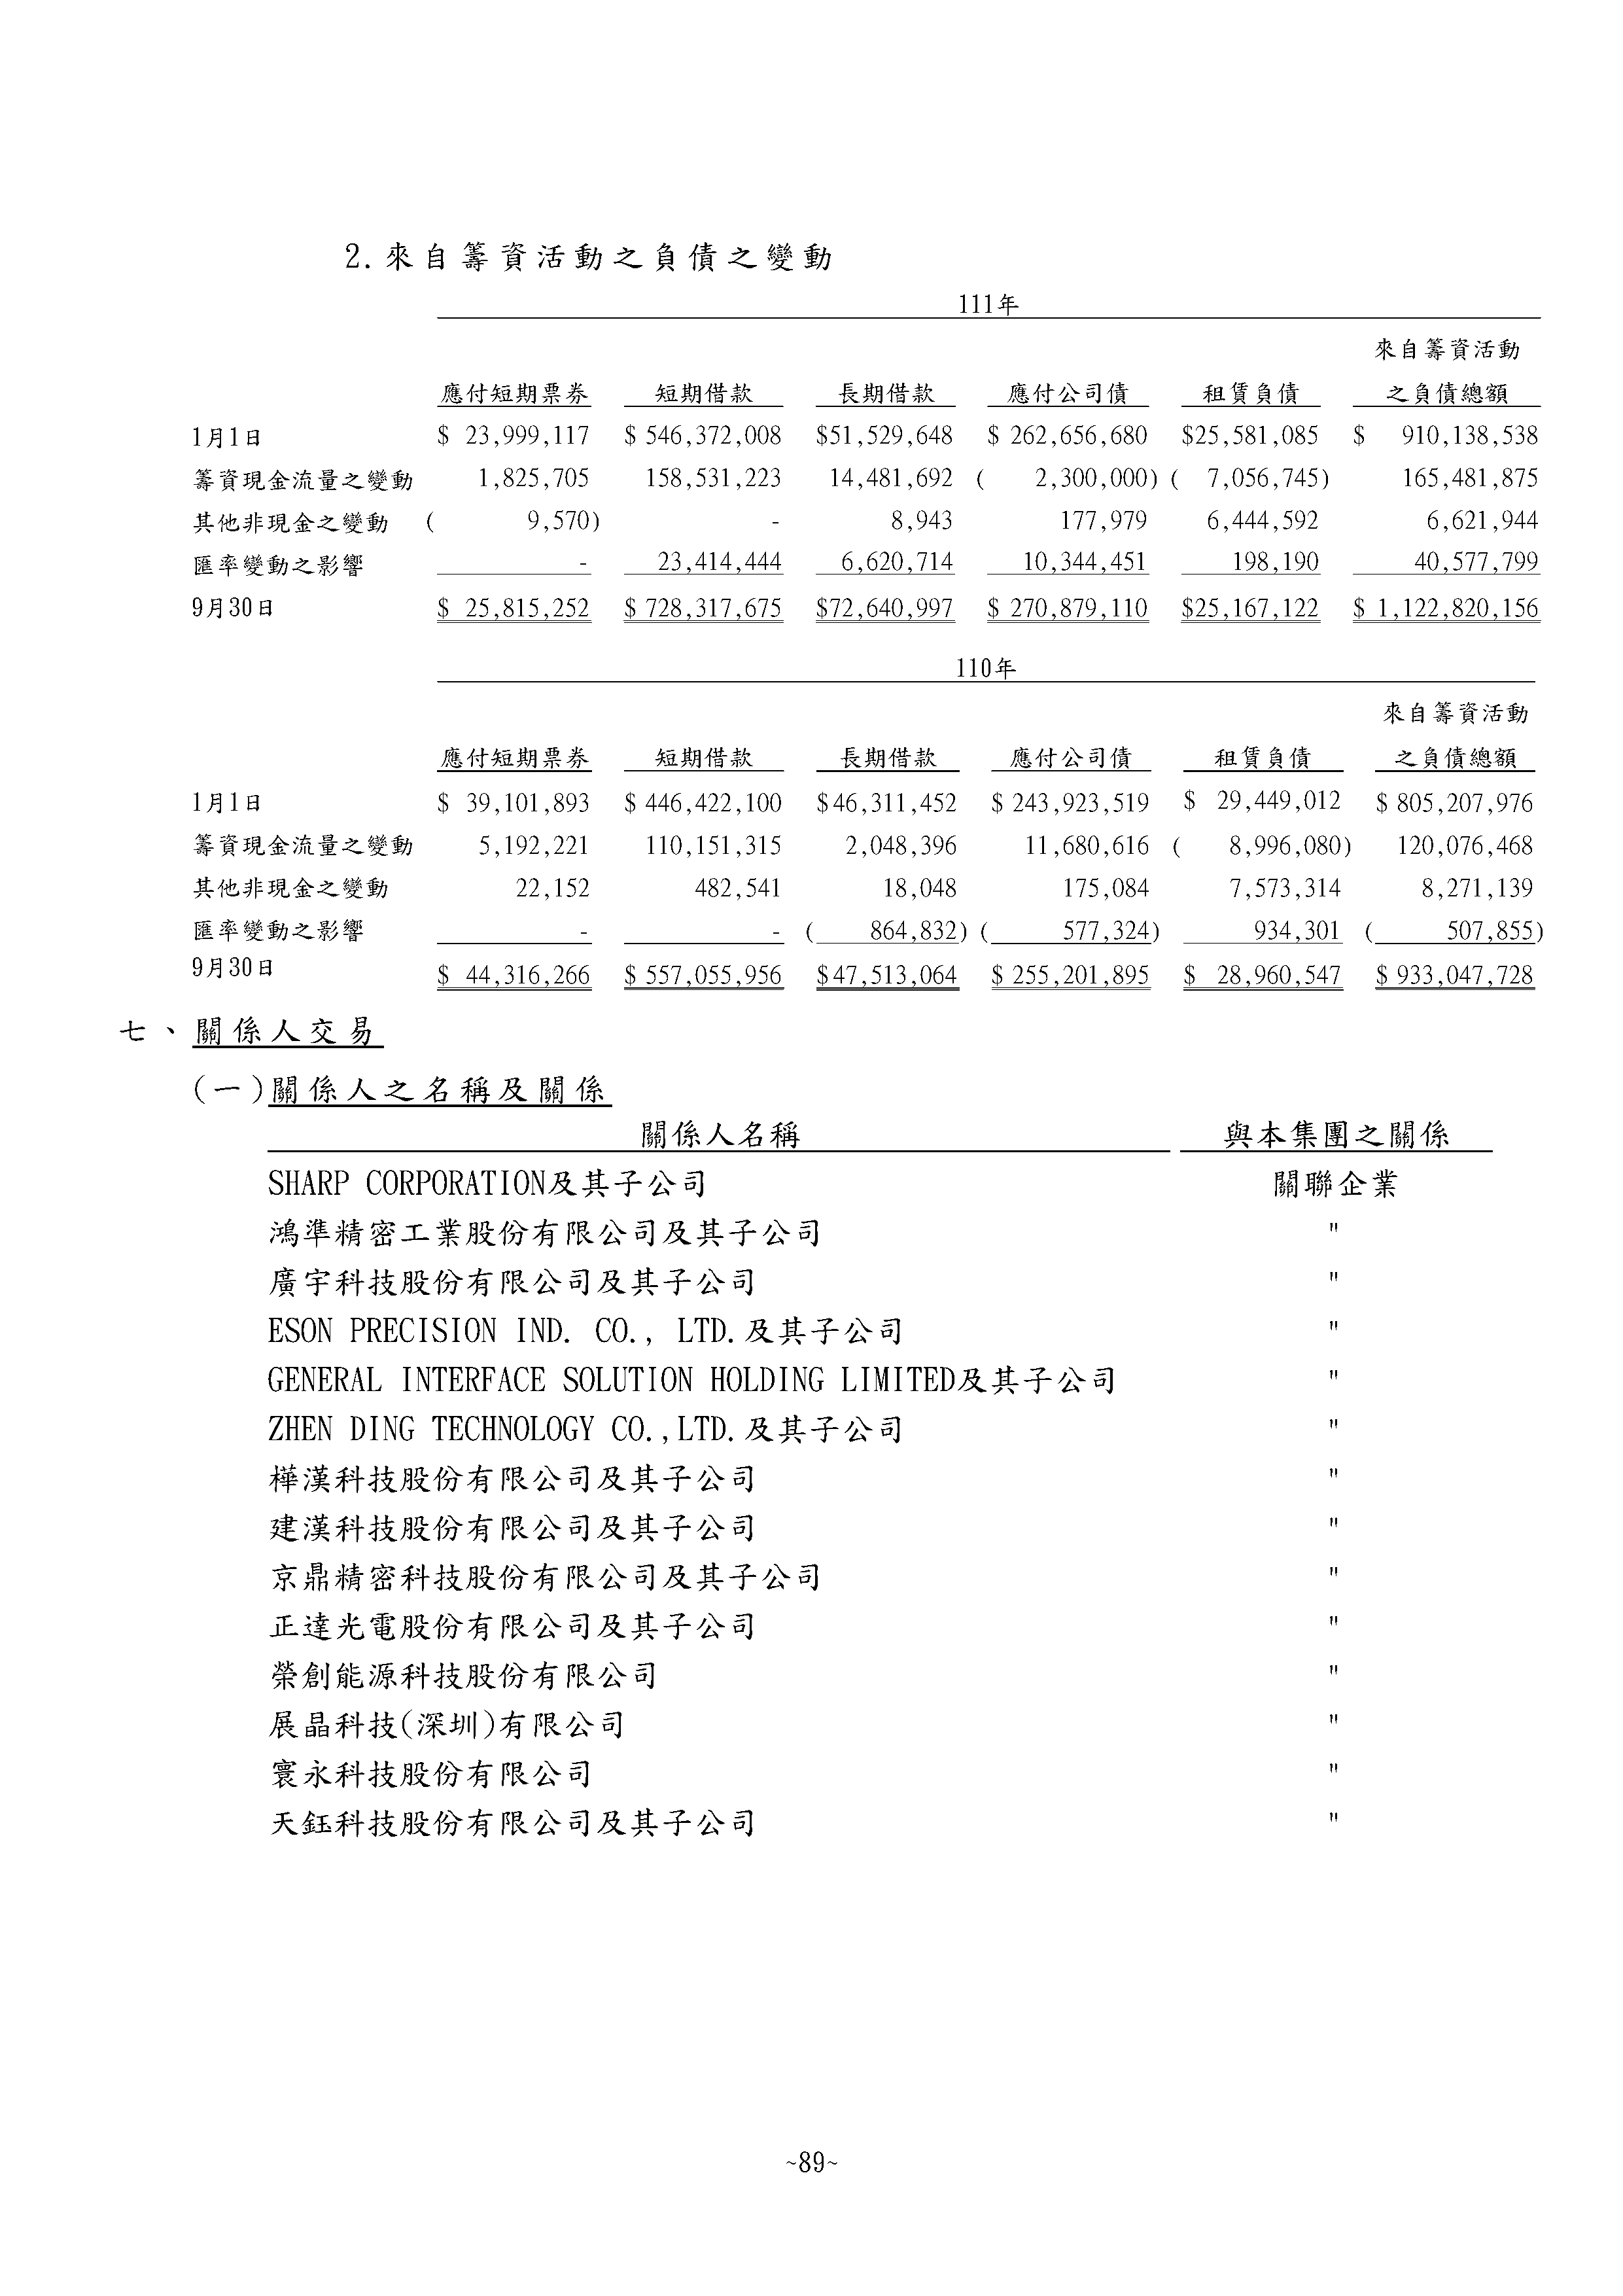 2.來自籌資活動之負債之變動
111年
來自籌資活動
應付短期票券 短期借款 長期借款 應付公司債 租賃負債 之負債總額
1月1日 $ 23,999,117 $ 546,372,008 $51,529,648 $ 262,656,680 $25,581,085 $ 910,138,538
籌資現金流量之變動 1,825,705 158,531,223 14,481,692 ( 2,300,000) ( 7,056,745) 165,481,875
其他非現金之變動 ( 9,570) - 8,943 177,979 6,444,592 6,621,944
匯率變動之影響 - 23,414,444 6,620,714 10,344,451 198,190 40,577,799
9月30日 $ 25,815,252 $ 728,317,675 $72,640,997 $ 270,879,110 $25,167,122 $ 1,122,820,156
110年
來自籌資活動
應付短期票券 短期借款 長期借款 應付公司債 租賃負債 之負債總額
1月1日 $ 39,101,893 $ 446,422,100 $46,311,452 $ 243,923,519 $ 29,449,012 $ 805,207,976
籌資現金流量之變動 5,192,221 110,151,315 2,048,396 11,680,616 ( 8,996,080) 120,076,468
其他非現金之變動 22,152 482,541 18,048 175,084 7,573,314 8,271,139
匯率變動之影響 - - ( 864,832) ( 577,324) 934,301 ( 507,855)
9月30日 $ 44,316,266 $ 557,055,956 $47,513,064 $ 255,201,895 $ 28,960,547 $ 933,047,728
七、關係人交易
(一)關係人之名稱及關係
關係人名稱 與本集團之關係
SHARP CORPORATION及其子公司 關聯企業
鴻準精密工業股份有限公司及其子公司 "
廣宇科技股份有限公司及其子公司 "
ESON PRECISION IND. CO., LTD.及其子公司 "
GENERAL INTERFACE SOLUTION HOLDING LIMITED及其子公司 "
ZHEN DING TECHNOLOGY CO.,LTD.及其子公司 "
樺漢科技股份有限公司及其子公司 "
建漢科技股份有限公司及其子公司 "
京鼎精密科技股份有限公司及其子公司 "
正達光電股份有限公司及其子公司 "
榮創能源科技股份有限公司 "
展晶科技(深圳)有限公司 "
寰永科技股份有限公司 "
天鈺科技股份有限公司及其子公司 "
~89~